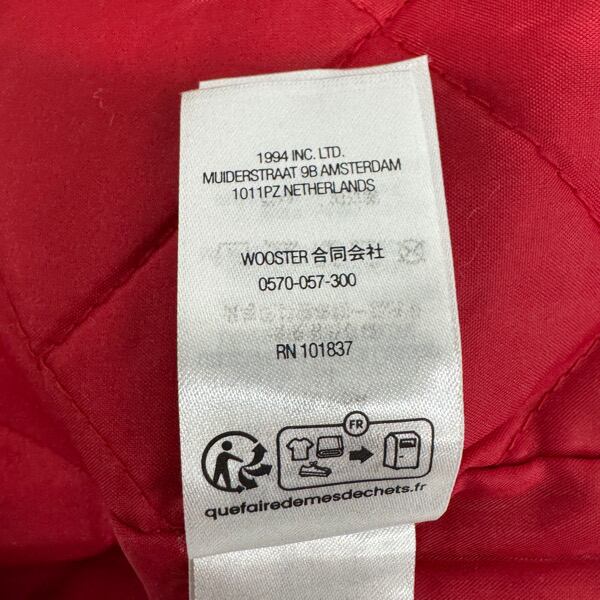 1994 INC. LTD.
MUIDERSTRAAT 9B AMSTERDAM
1011PZ NETHERLANDS
WOOSTER 合同会社
0570-057-300
RN 101837
FR
quefairedemesdechets.fr